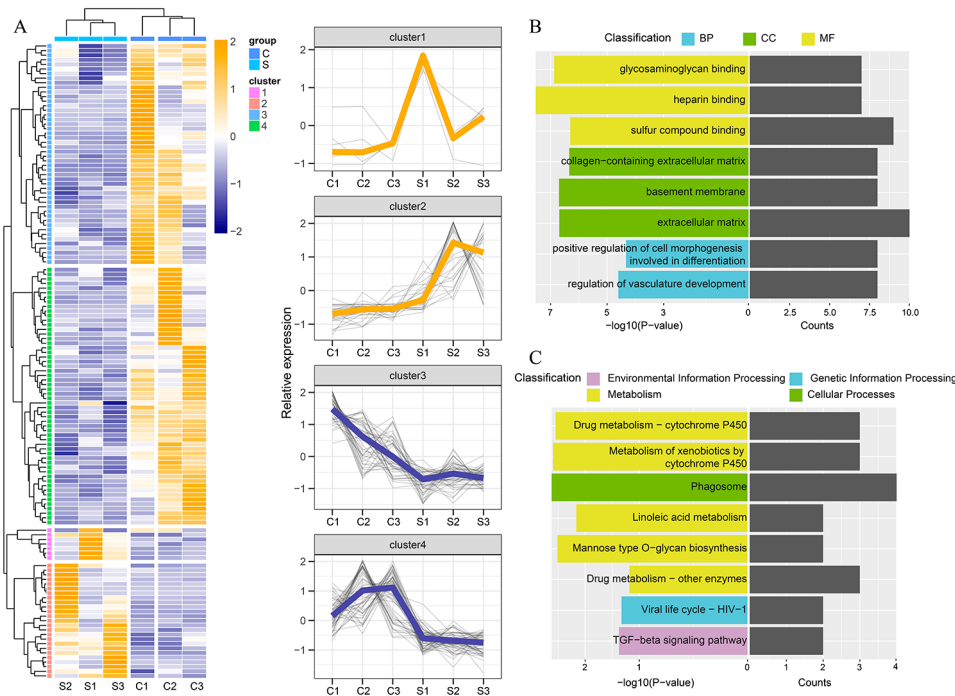 A
group
C
S
cluster
1
2
3
4
2
1
0
−1
−2
S2 S1 S3 C1 C2 C3
Relative expression
cluster1
2
1
0
−1
C1 C2 C3 S1 S2 S3
cluster2
2
1
0
−1
C1 C2 C3 S1 S2 S3
cluster3
2
1
0
−1
C1 C2 C3 S1 S2 S3
cluster4
2
1
0
−1
C1 C2 C3 S1 S2 S3
B
Classification BP CC MF
glycosaminoglycan binding
heparin binding
sulfur compound binding
collagen−containing extracellular matrix
basement membrane
extracellular matrix
positive regulation of cell morphogenesis
involved in differentiation
regulation of vasculature development
7 5 3 0 2.5 5.0 7.5 10.0
−log10(P−value) Counts
C
Classification Environmental Information Processing Genetic Information Processing
Metabolism Cellular Processes
Drug metabolism − cytochrome P450
Metabolism of xenobiotics by
cytochrome P450
Phagosome
Linoleic acid metabolism
Mannose type O−glycan biosynthesis
Drug metabolism − other enzymes
Viral life cycle − HIV−1
TGF−beta signaling pathway
2 1 0 1 2 3 4
−log10(P−value) Counts